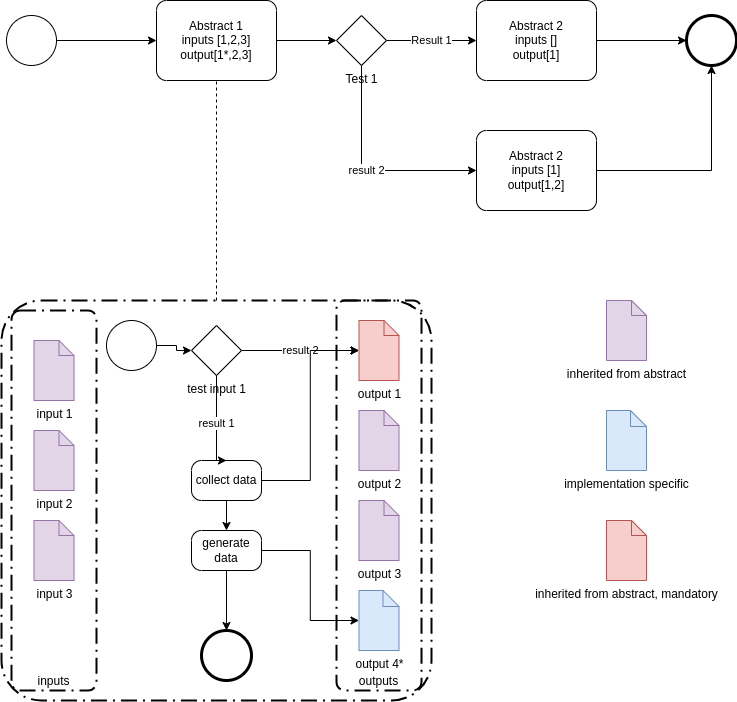 Abstract 1
inputs [1,2,3]
output[1*,2,3]
Test 1
Result 1
Abstract 2
inputs []
output[1]
result 2
Abstract 2
inputs [1]
output[1,2]
input 1
input 2
input 3
inputs
test input 1
result 2
result 1
collect data
generate
data
output 1
output 2
output 3
output 4*
outputs
inherited from abstract
implementation specific
inherited from abstract, mandatory